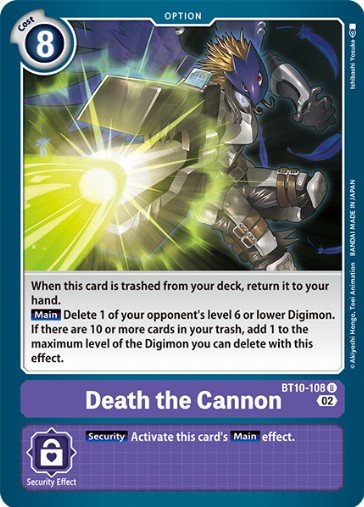 OPTION
Cost
8
Ishibashi Yosuke
©Akiyoshi Hongo, Toei Animation BANDAI MADE IN JAPAN
When this card is trashed from your deck, return it to your
hand.
Main Delete 1 of your opponent's level 6 or lower Digimon.
If there are 10 or more cards in your trash, add 1 to the
maximum level of the Digimon you can delete with this
effect.
BT10-108 U
Death the Cannon
02
Security Activate this card's Main effect.
Security Effect